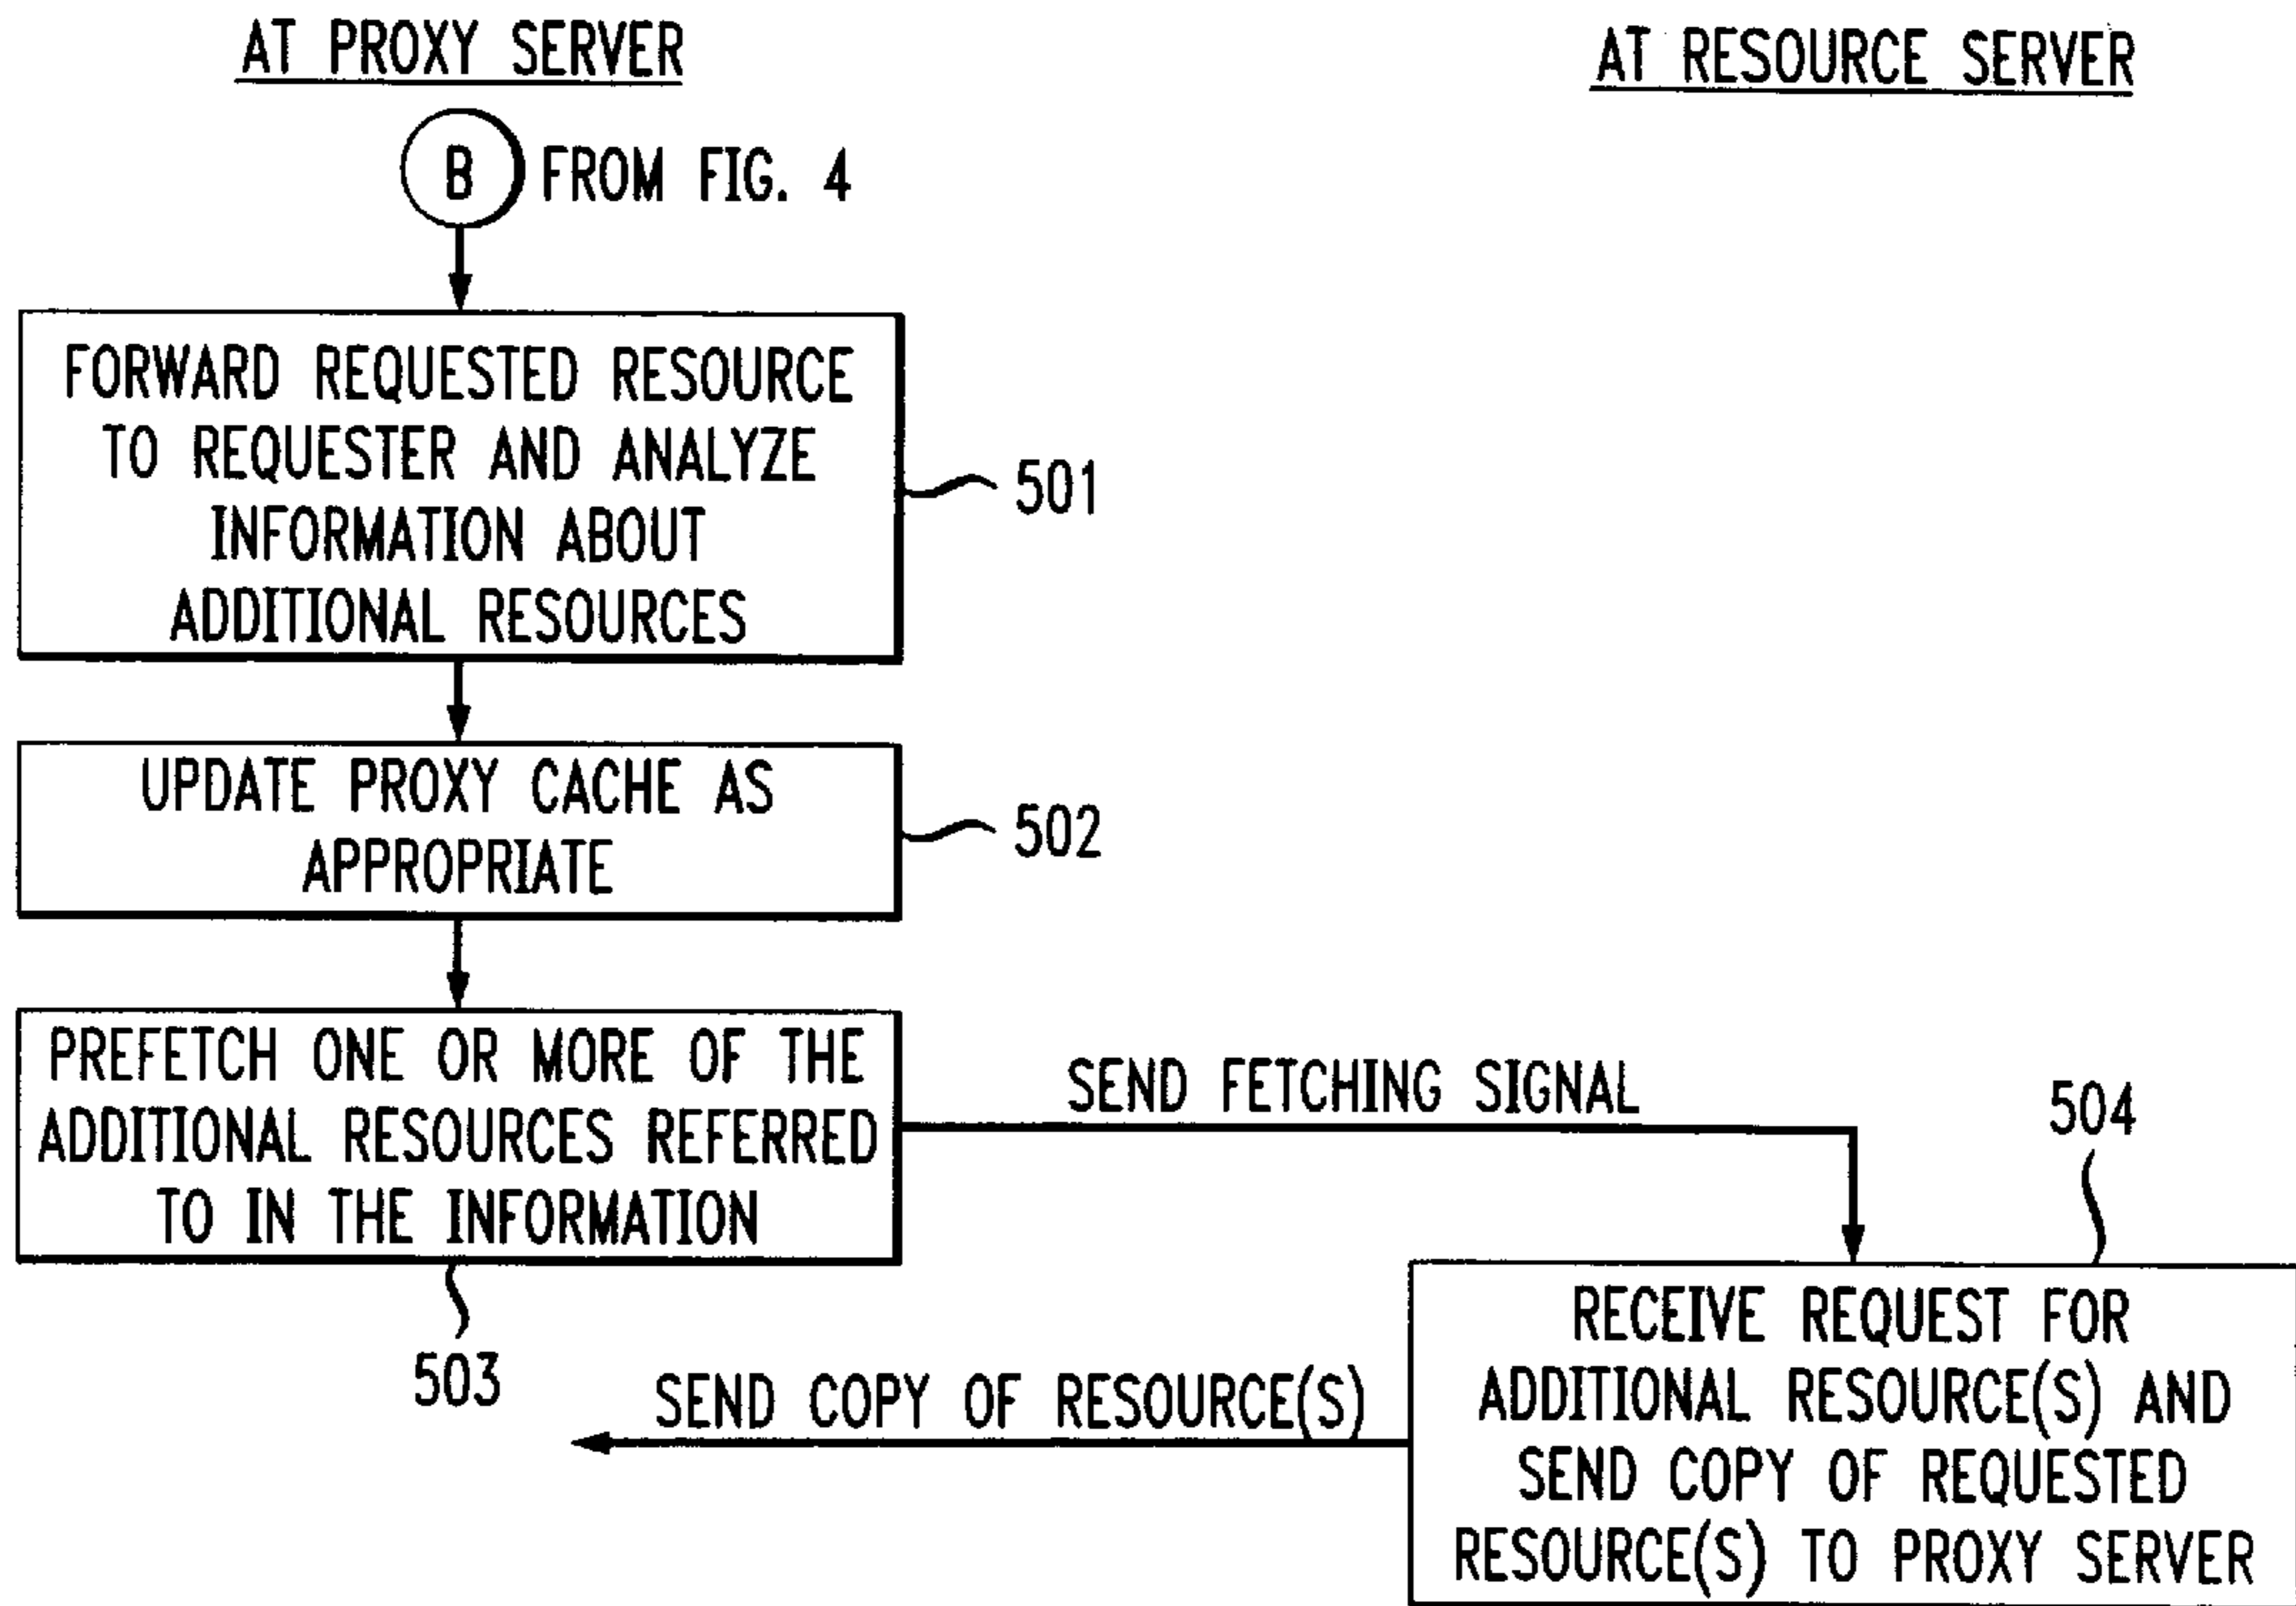 AT PROXY SERVER
AT RESOURCE SERVER
B
FROM FIG. 4
FORWARD REQUESTED RESOURCE
TO REQUESTER AND ANALYZE
INFORMATION ABOUT
ADDITIONAL RESOURCES
501
UPDATE PROXY CACHE AS
APPROPRIATE
502
PREFETCH ONE OR MORE OF THE
ADDITIONAL RESOURCES REFERRED
TO IN THE INFORMATION
503
SEND FETCHING SIGNAL
504
RECEIVE REQUEST FOR
ADDITIONAL RESOURCE(S) AND
SEND COPY OF REQUESTED
RESOURCE(S) TO PROXY SERVER
SEND COPY OF RESOURCE(S)